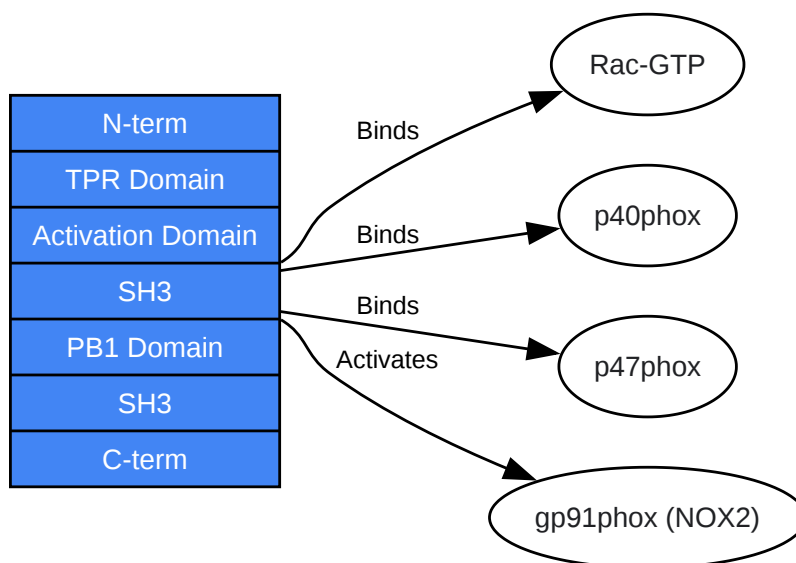 N-term
TPR Domain
Activation Domain
SH3
PB1 Domain
SH3
C-term
Binds
Binds
Binds
Activates
Rac-GTP
p40phox
p47phox
gp91phox (NOX2)